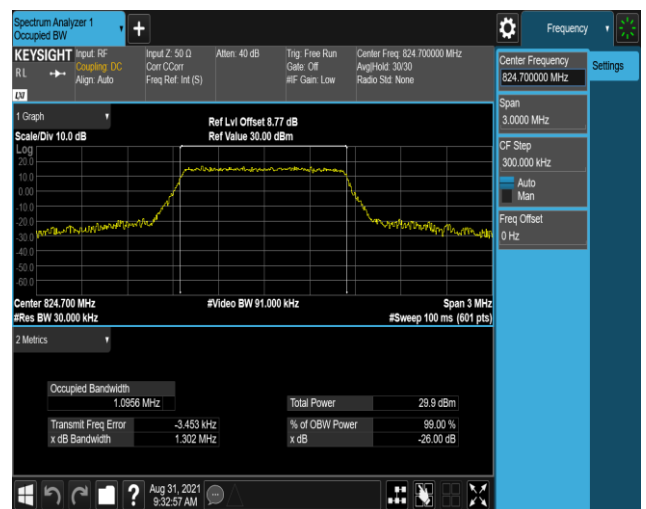 Spectrum Analyzer 1
Occupied BW
Frequency
KEYSIGHT
Input: RF
Coupling: DC
Align: Auto
RL
LXI
Input Z: 50 Ω
Corr CCorr
Freq Ref: Int (S)
Atten: 40 dB
Trig: Free Run
Gate: Off
#IF Gain: Low
Center Freq: 824.700000 MHz
Avg|Hold: 30/30
Radio Std: None
Center Frequency
824.700000 MHz
Settings
Span
3.0000 MHz
CF Step
300.000 kHz
Auto
Man
Freq Offset
0 Hz
1 Graph
Scale/Div 10.0 dB
Ref Lvl Offset 8.77 dB
Ref Value 30.00 dBm
Log
20.0
10.0
0.00
-10.0
-20.0
-30.0
-40.0
-50.0
-60.0
Center 824.700 MHz
#Video BW 91.000 kHz
Span 3 MHz
#Res BW 30.000 kHz
#Sweep 100 ms (601 pts)
2 Metrics
Occupied Bandwidth
1.0956 MHz
Total Power 29.9 dBm
Transmit Freq Error -3.453 kHz
% of OBW Power 99.00 %
x dB Bandwidth 1.302 MHz
x dB -26.00 dB
?
Aug 31, 2021
9:32:57 AM